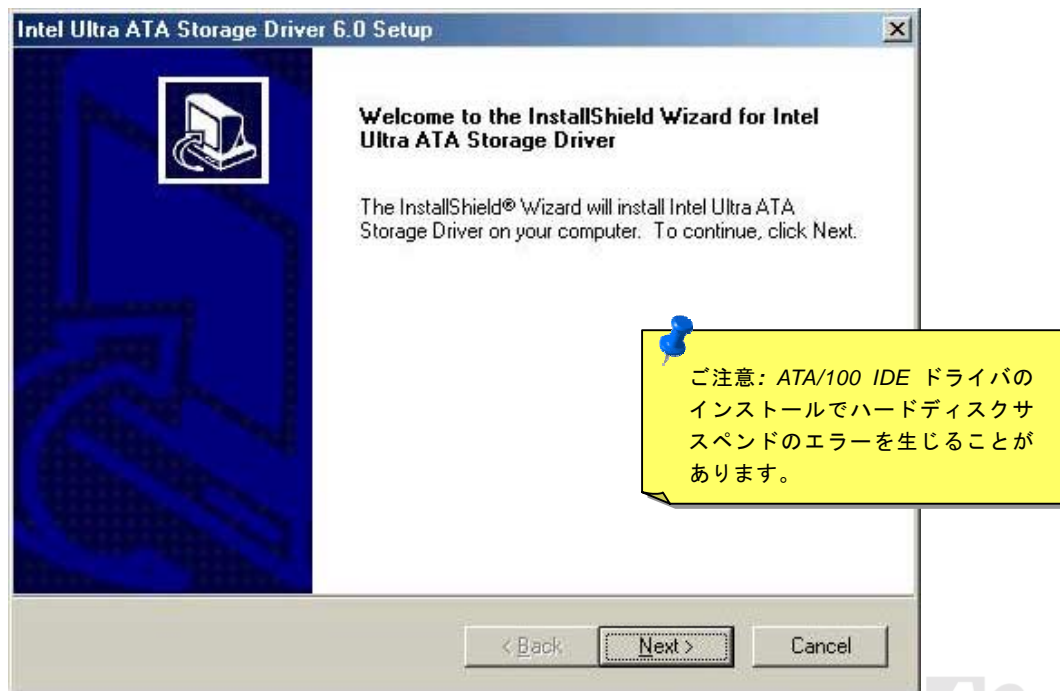 Intel Ultra ATA Storage Driver 6.0 Setup
Welcome to the InstallShield Wizard for Intel
Ultra ATA Storage Driver
The InstallShield® Wizard will install Intel Ultra ATA
Storage Driver on your computer. To continue, click Next.
ご注意: ATA/100 IDE ドライバの
インストールでハードディスクサ
スペンドのエラーを生じることが
あります。
< Back
Next >
Cancel